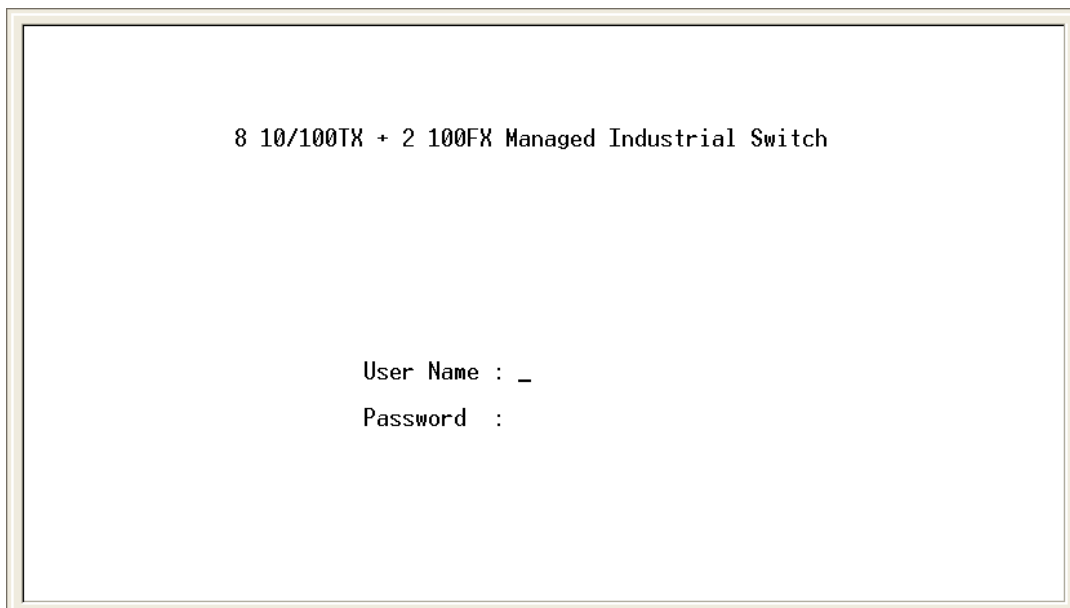 8 10/100TX + 2 100FX Managed Industrial Switch
User Name : _
Password :